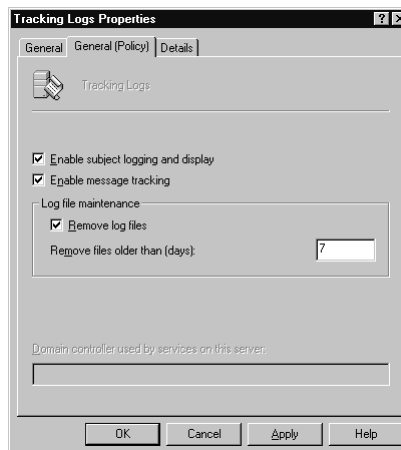 Tracking Logs Properties
General General (Policy) Details
Tracking Logs
Enable subject logging and display
Enable message tracking
Log file maintenance
Remove log files
Remove files older than (days): 7
Domain controller used by services on this server:
OK Cancel Apply Help